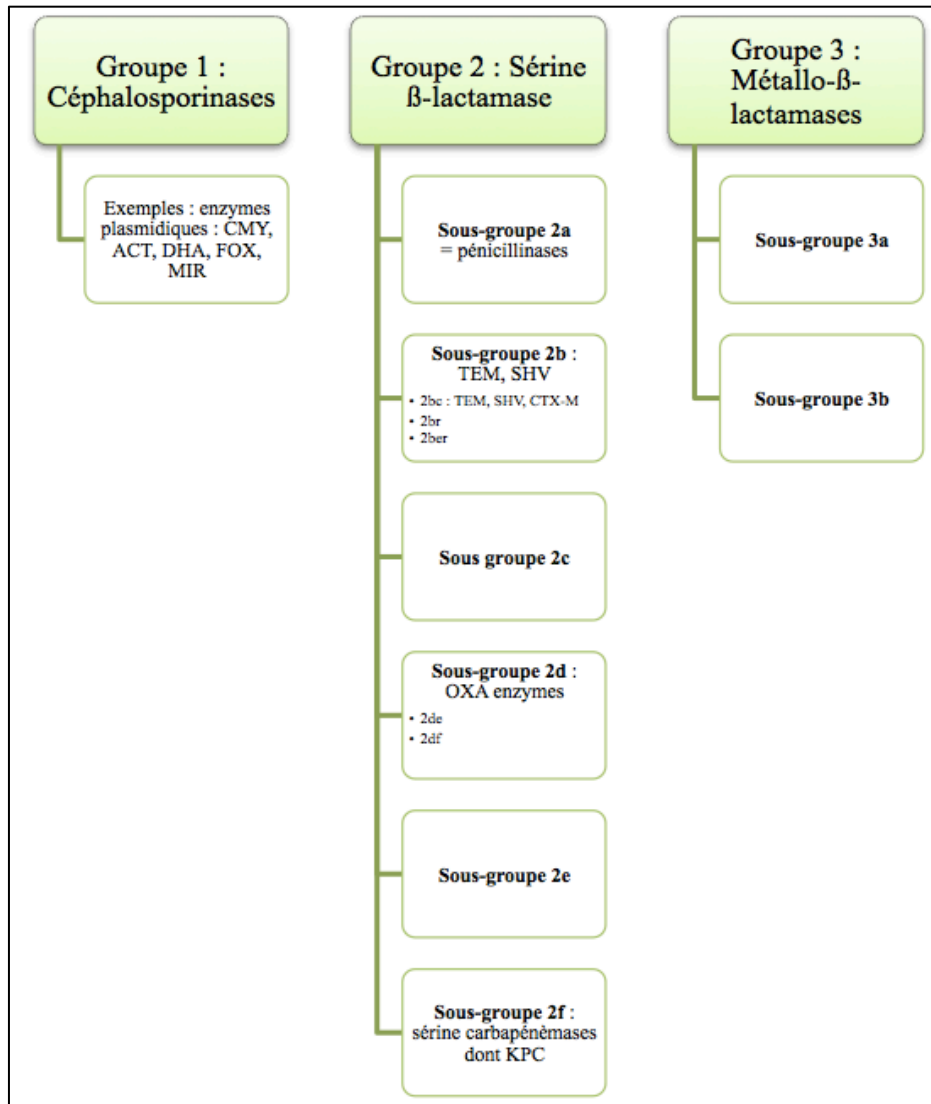 Groupe 1 :
Céphalosporinases
Exemples : enzymes
plasmidiques : CMY,
ACT, DHA, FOX,
MIR
Groupe 2 : Sérine
ß-lactamase
Sous-groupe 2a
= pénicillinases
Sous-groupe 2b :
TEM, SHV
• 2be : TEM, SHV, CTX-M
• 2br
• 2ber
Sous groupe 2c
Sous-groupe 2d :
OXA enzymes
• 2de
• 2df
Sous-groupe 2e
Sous-groupe 2f :
sérine carbapénèmases
dont KPC
Groupe 3 :
Métallo-ß-
lactamases
Sous-groupe 3a
Sous-groupe 3b